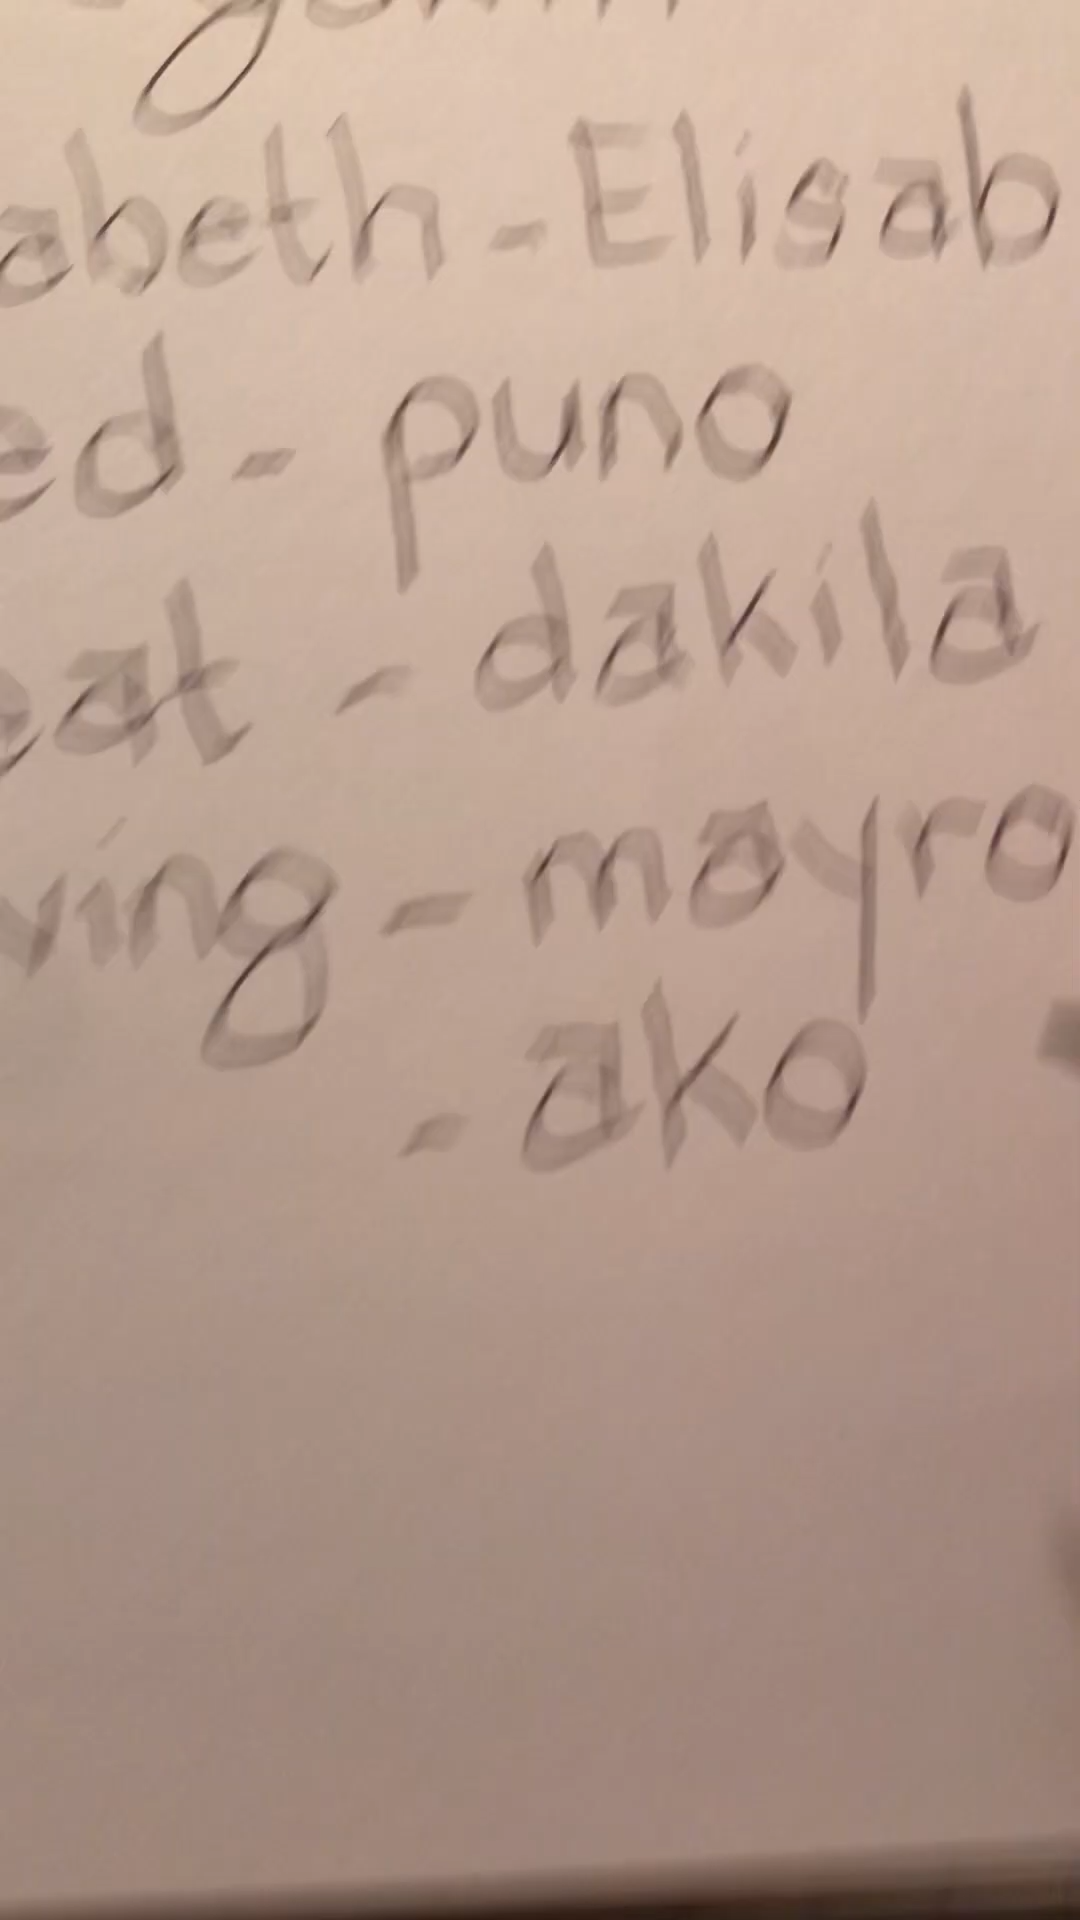 abeth - Elisab
ed - puno
eat - dakila
ving - mayro
- ako